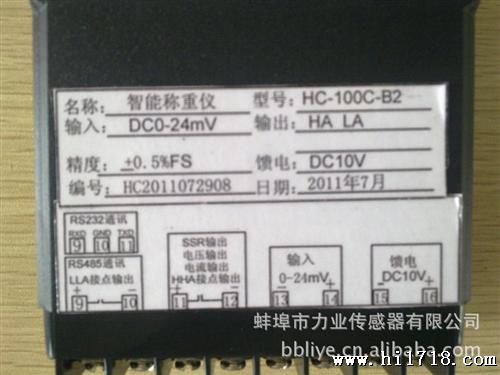 名称: 智能称重仪 型号: HC-100C-B2
输入: DC0-24mV 输出: HA LA
精度: ±0.5%FS 馈电: DC10V
编号: HC2011072908 日期: 2011年7月
RS232通讯
RXD GND TXD
9 10 11
RS485通讯
LLA接点输出
9 10
SSR输出
电压输出
电流输出
HHA接点输出
11 12
输入
0-24mV
13 14
馈电
DC10V
15 16
蚌埠市力业传感器有限公司
bbliye.cn.alibaba.com
www.hi1718.com